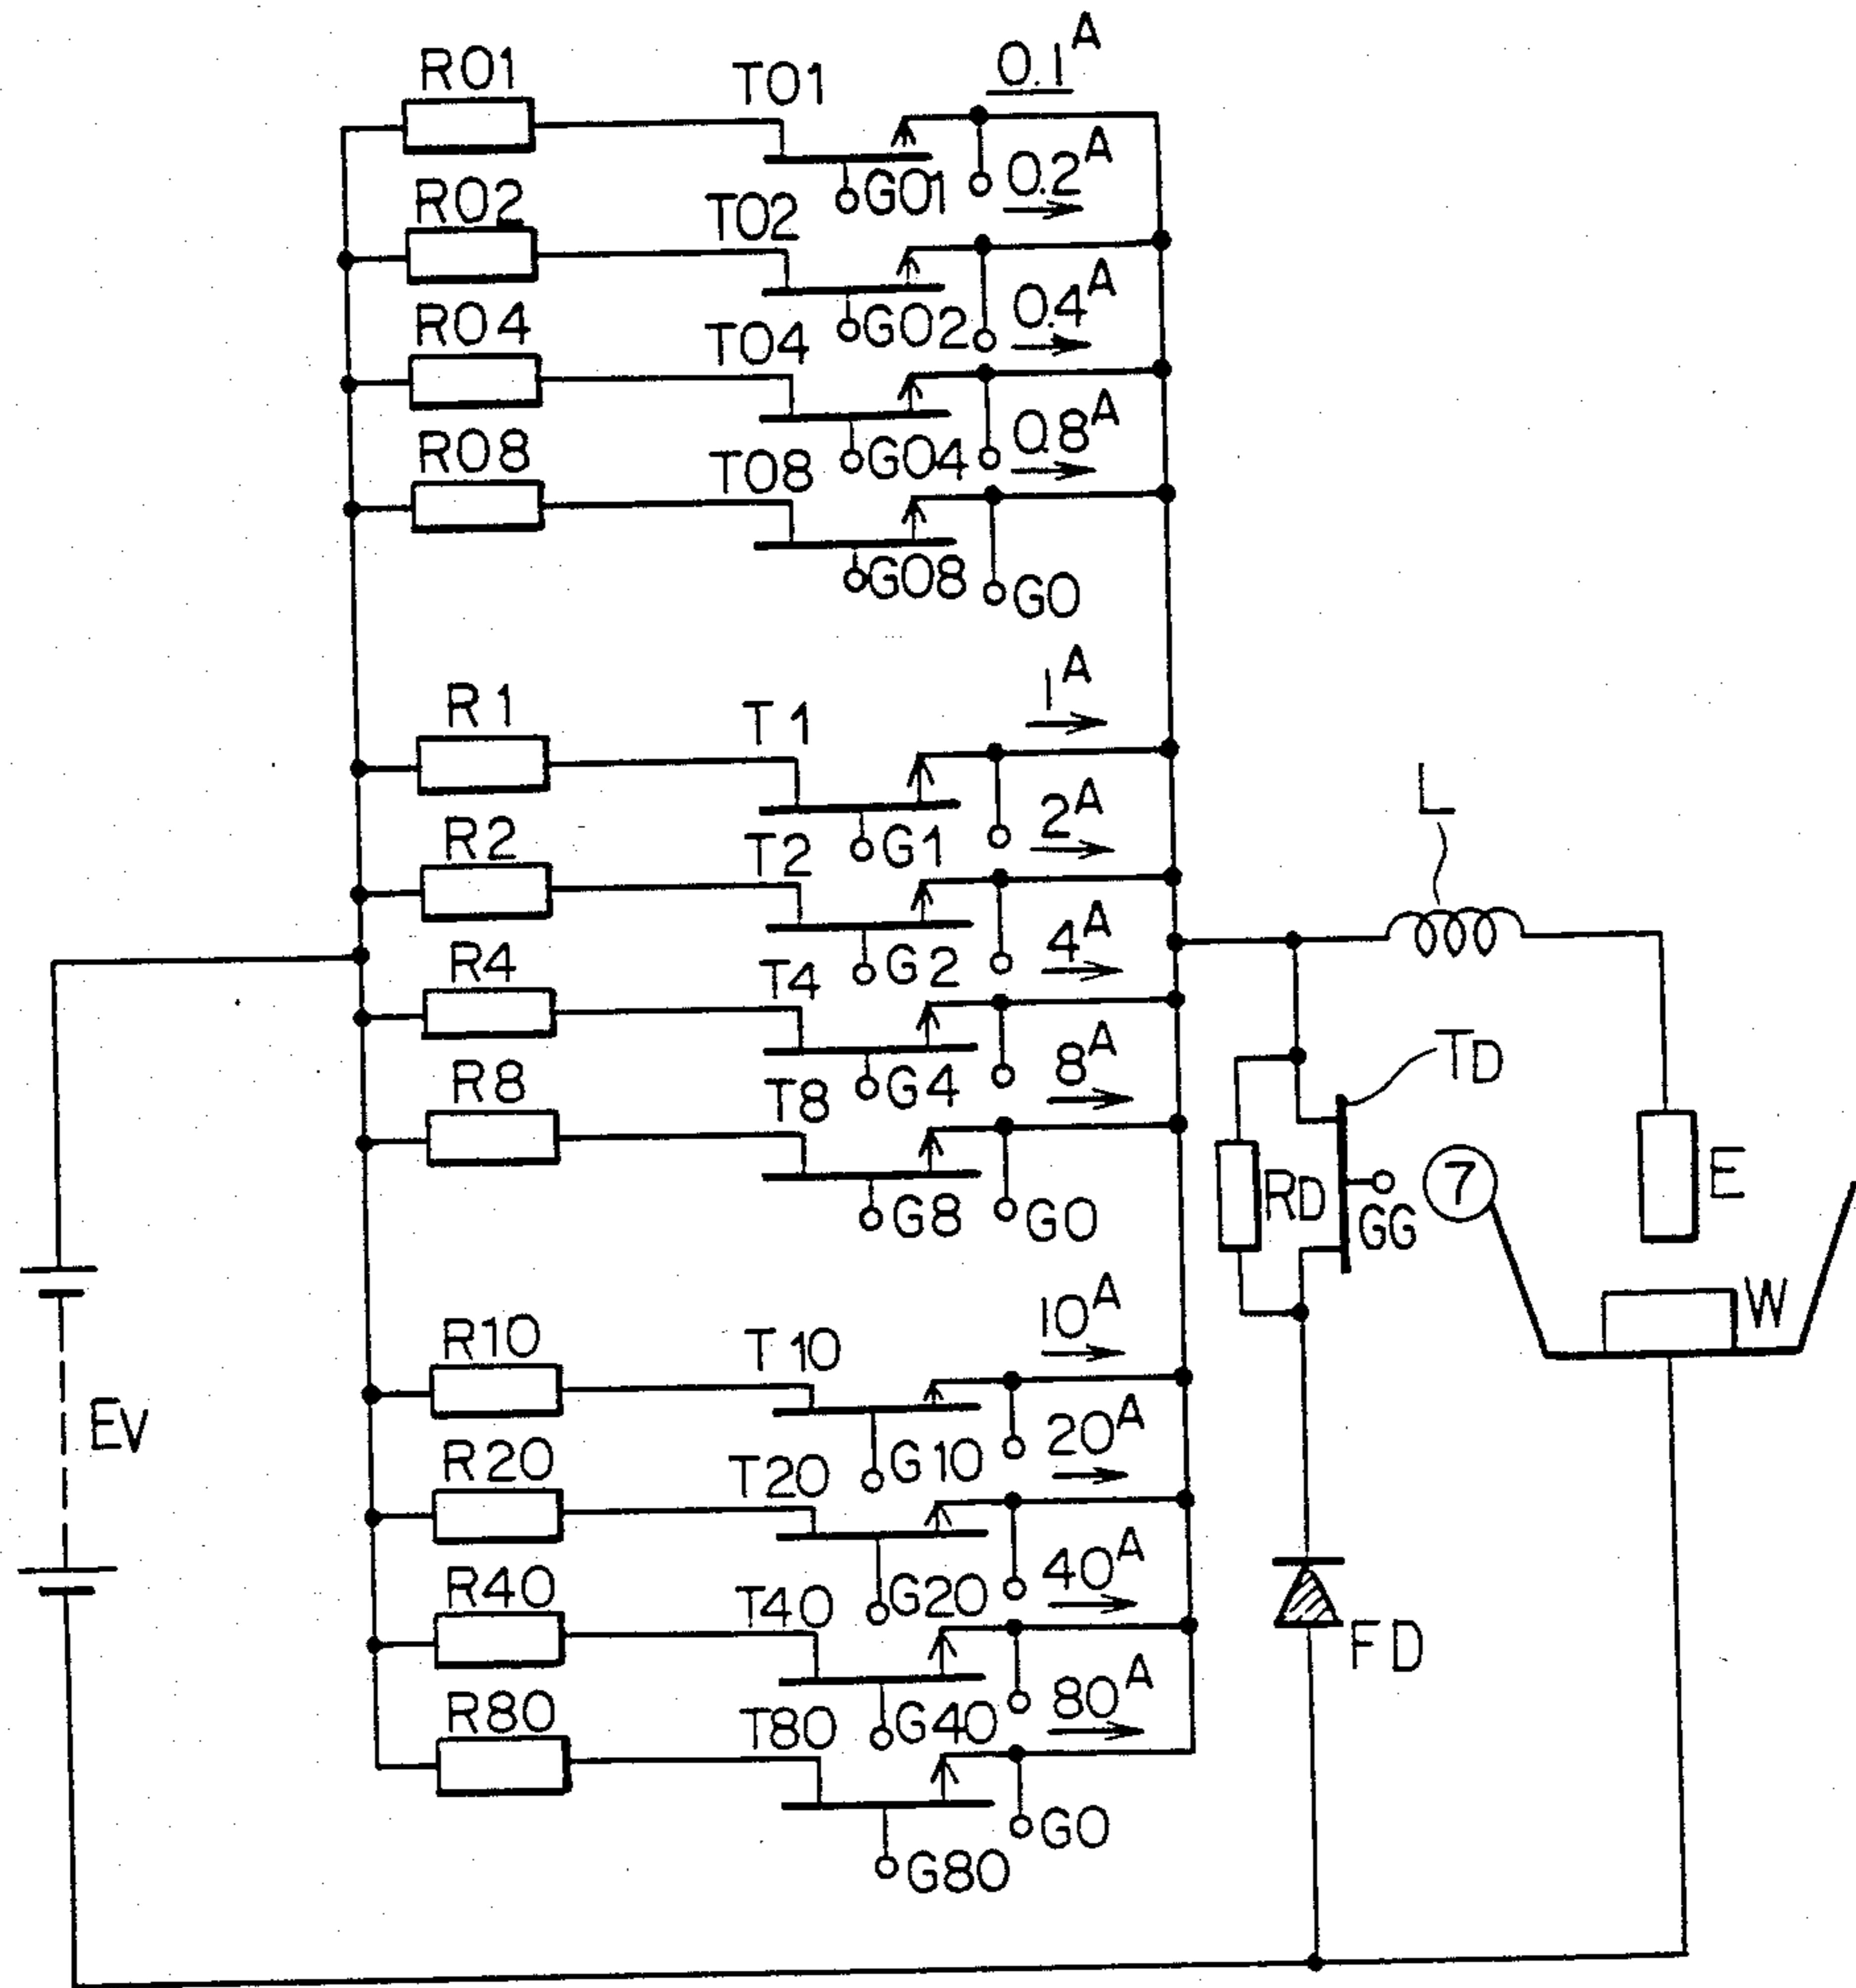 R01 T01 0.1A
G01 0.2A
R02 T02
G02 0.4A
R04 T04
G04 0.8A
R08 T08
G08 G0
R1 T1 1A
G1 2A
R2 T2
G2 4A
R4 T4
G4 8A
R8 T8
G8 G0
L
TD
RD GG 7 E
W
R10 T10 10A
G10 20A
R20 T20
G20 40A
R40 T40
G40 80A
R80 T80
G80 G0
EV
FD